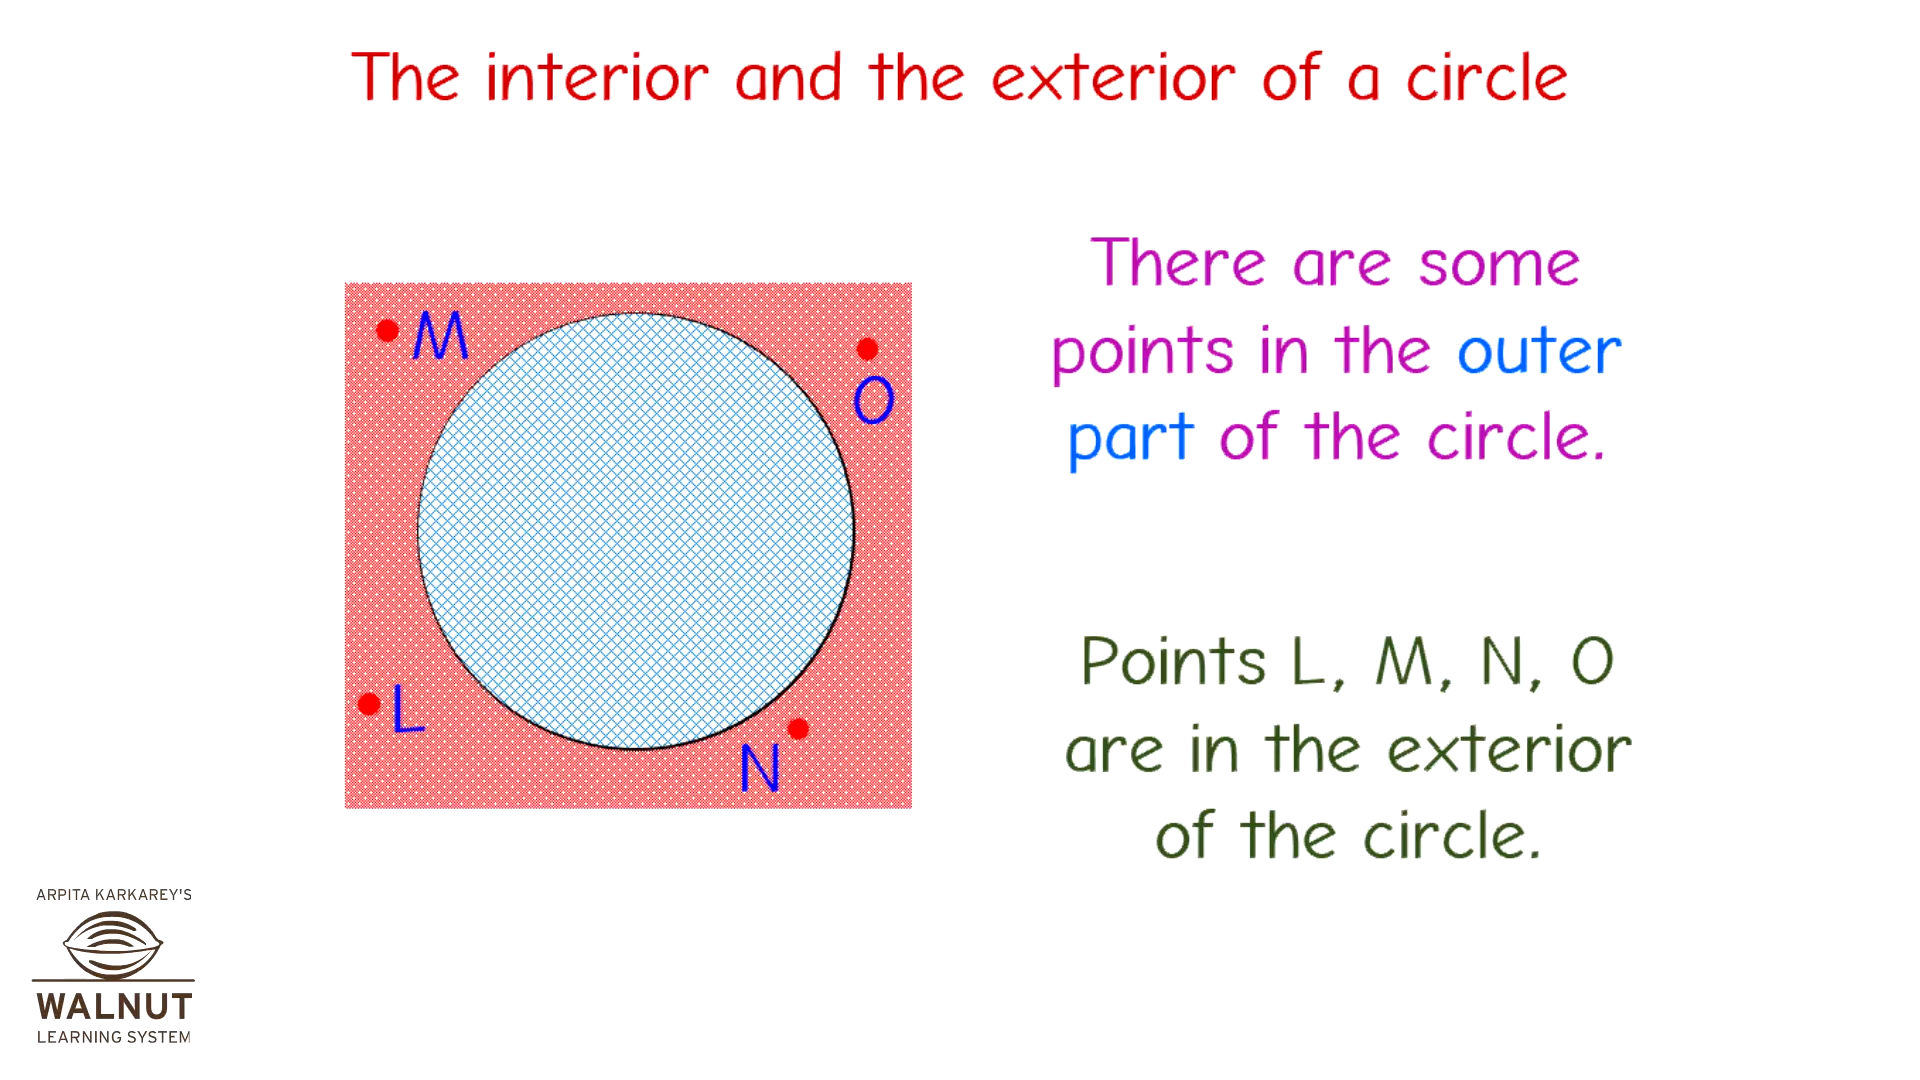 The interior and the exterior of a circle
There are some
points in the outer
part of the circle.
M
O
L
N
Points L, M, N, O
are in the exterior
of the circle.
ARPITA KARKAREY'S
WALNUT
LEARNING SYSTEM